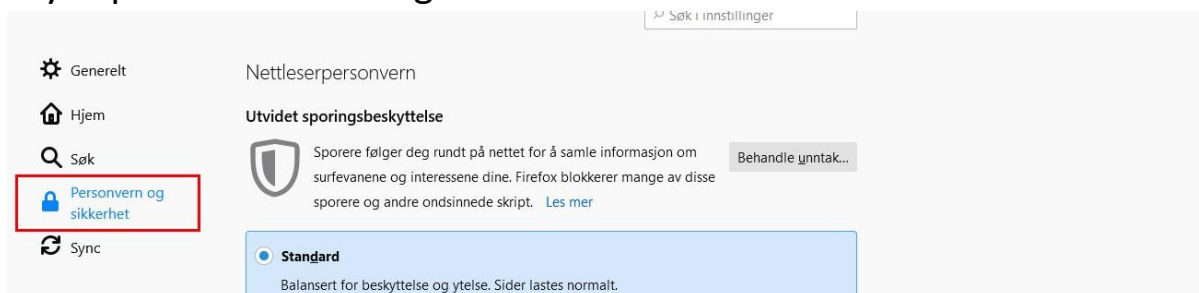 Søk i innstillinger
Generelt
Hjem
Søk
Personvern og
sikkerhet
Sync
Nettleserpersonvern
Utvidet sporingsbeskyttelse
Sporere følger deg rundt på nettet for å samle informasjon om
surfevanene og interessene dine. Firefox blokkerer mange av disse
sporere og andre ondsinnede skript. Les mer
Behandle unntak...
Standard
Balansert for beskyttelse og ytelse. Sider lastes normalt.